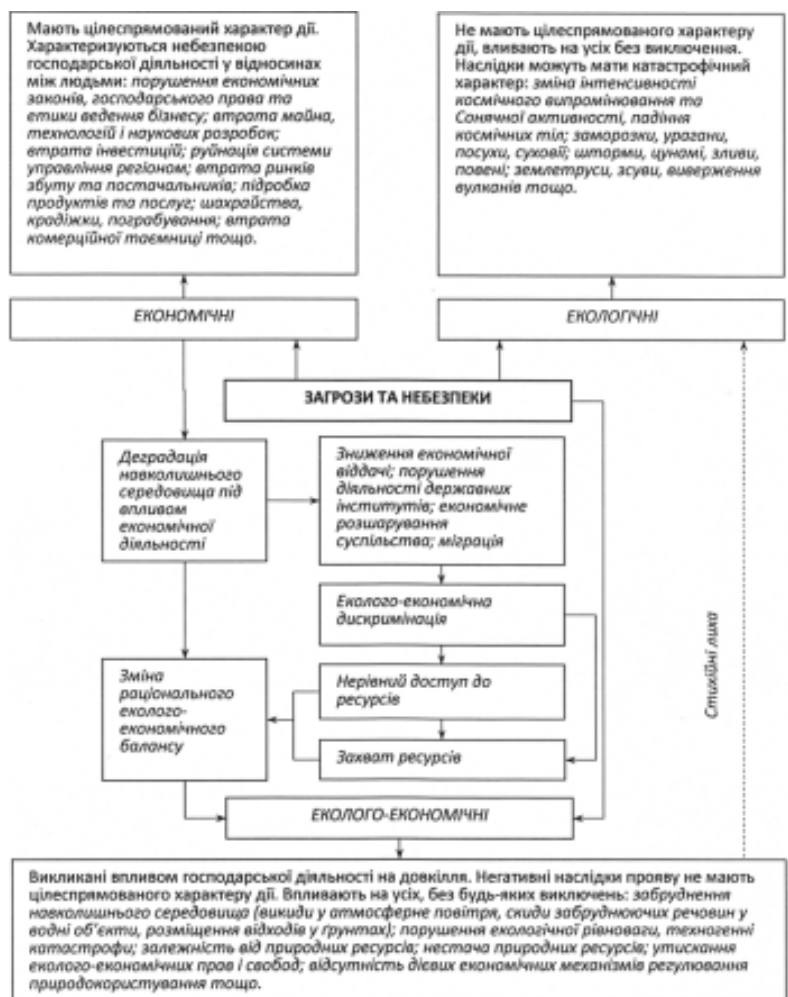 Мають цілеспрямований характер дії.
Характеризуються небезпекою
господарської діяльності у відносинах
між людьми: порушення економічних
законів, господарського права та
етики ведення бізнесу; втрата майна,
технологій і наукових розробок;
втрата інвестицій; руйнація системи
управління регіоном; втрата ринків
збуту та постачальників; підробка
продуктів та послуг; шахрайства,
крадіжки, пограбування; втрата
комерційної таємниці тощо.
Не мають цілеспрямованого характеру
дії, впливають на усіх без виключення.
Наслідки можуть мати катастрофічний
характер: зміна інтенсивності
космічного випромінювання та
Сонячної активності, падіння
космічних тіл; заморозки, урагани,
посухи, суховії; шторми, цунамі, зливи,
повені; землетруси, зсуви, виверження
вулканів тощо.
ЕКОНОМІЧНІ
ЕКОЛОГІЧНІ
ЗАГРОЗИ ТА НЕБЕЗПЕКИ
Деградація
навколишнього
середовища під
впливом
економічної
діяльності
Зниження економічної
віддачі; порушення
діяльності державних
інститутів; економічне
розшарування
суспільства; міграція
Еколого-економічна
дискримінація
Зміна
раціонального
еколого-
економічного
балансу
Нерівний доступ до
ресурсів
Захват ресурсів
Стихійні лиха
ЕКОЛОГО-ЕКОНОМІЧНІ
Викликані впливом господарської діяльності на довкілля. Негативні наслідки прояву не мають
цілеспрямованого характеру дії. Впливають на усіх, без будь-яких виключень: забруднення
навколишнього середовища (викиди у атмосферне повітря, скиди забруднюючих речовин у
водні об'єкти, розміщення відходів у ґрунтах); порушення екологічної рівноваги, техногенні
катастрофи; залежність від природних ресурсів; нестача природних ресурсів; утискання
еколого-економічних прав і свобод; відсутність дієвих економічних механізмів регулювання
природокористування тощо.